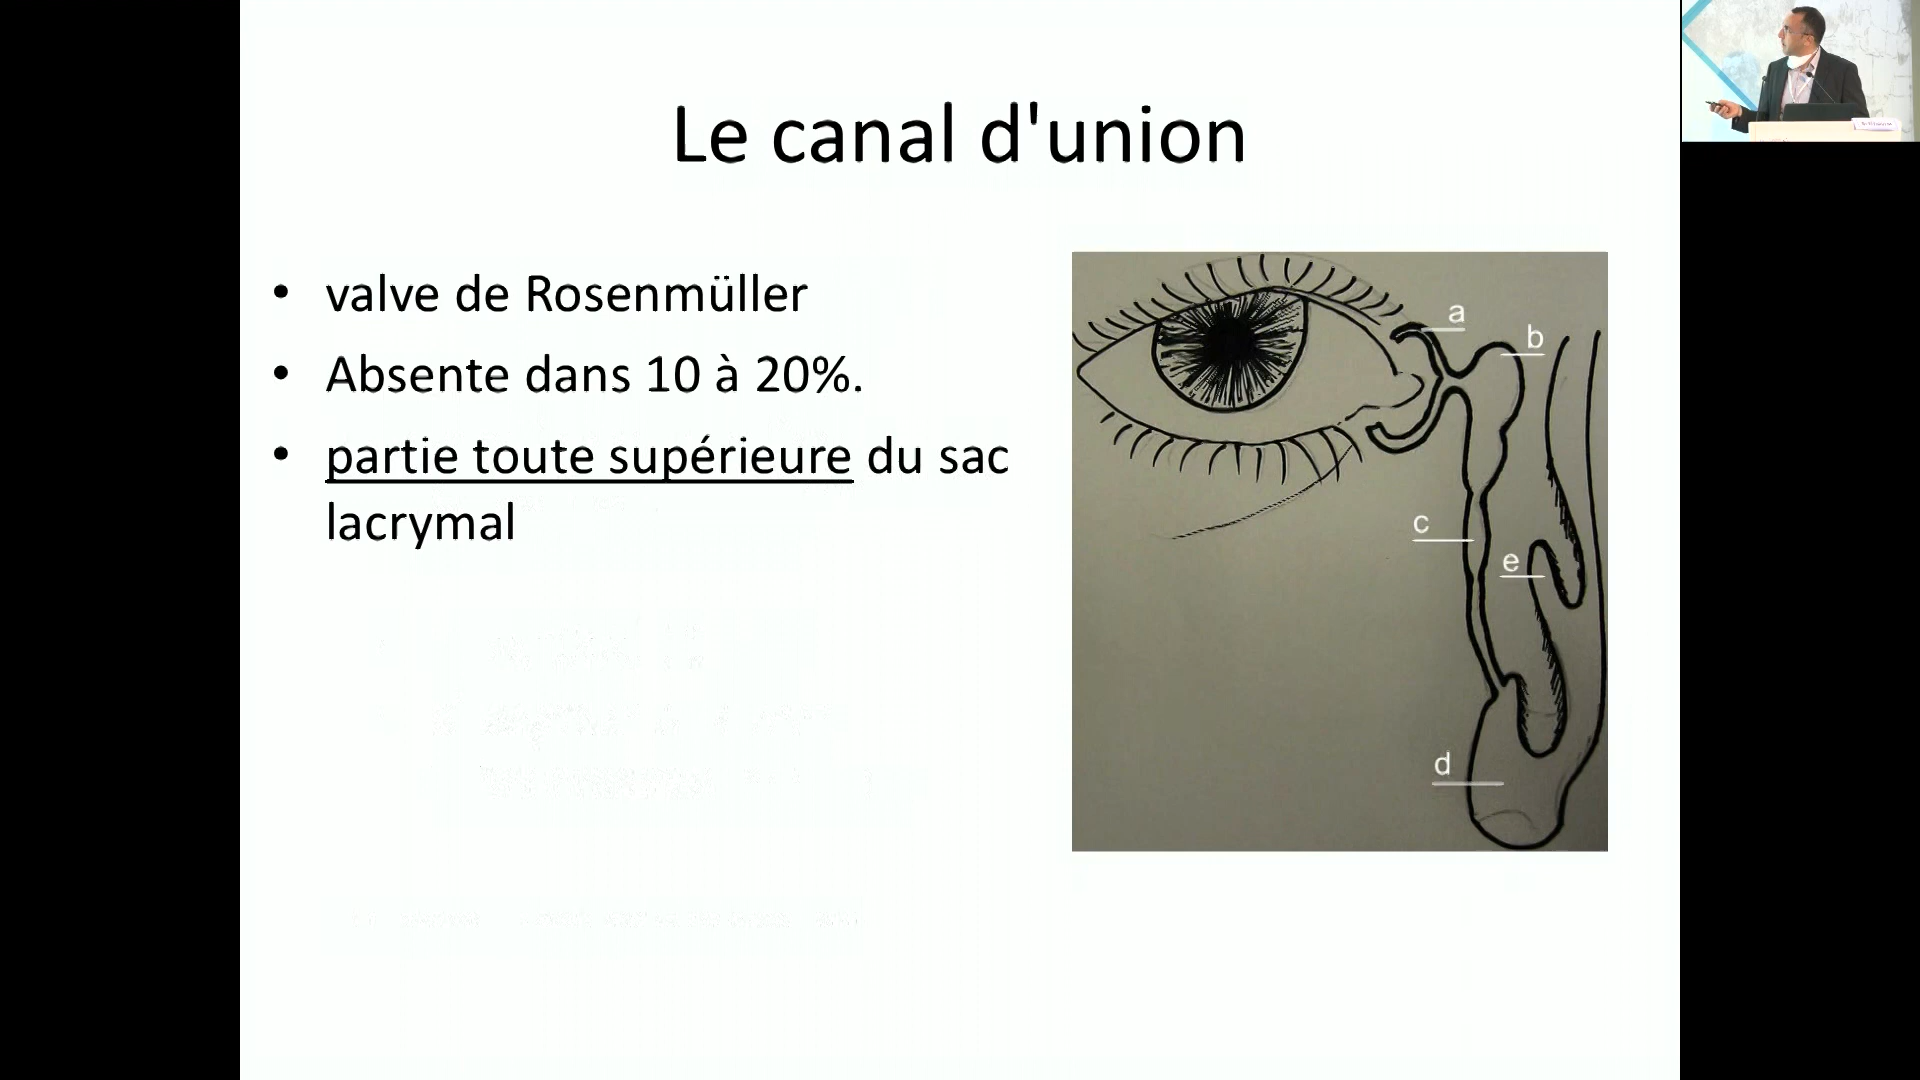 Le canal d'union
• valve de Rosenmüller
• Absente dans 10 à 20%.
• partie toute supérieure du sac
lacrymal
a
b
c
e
d